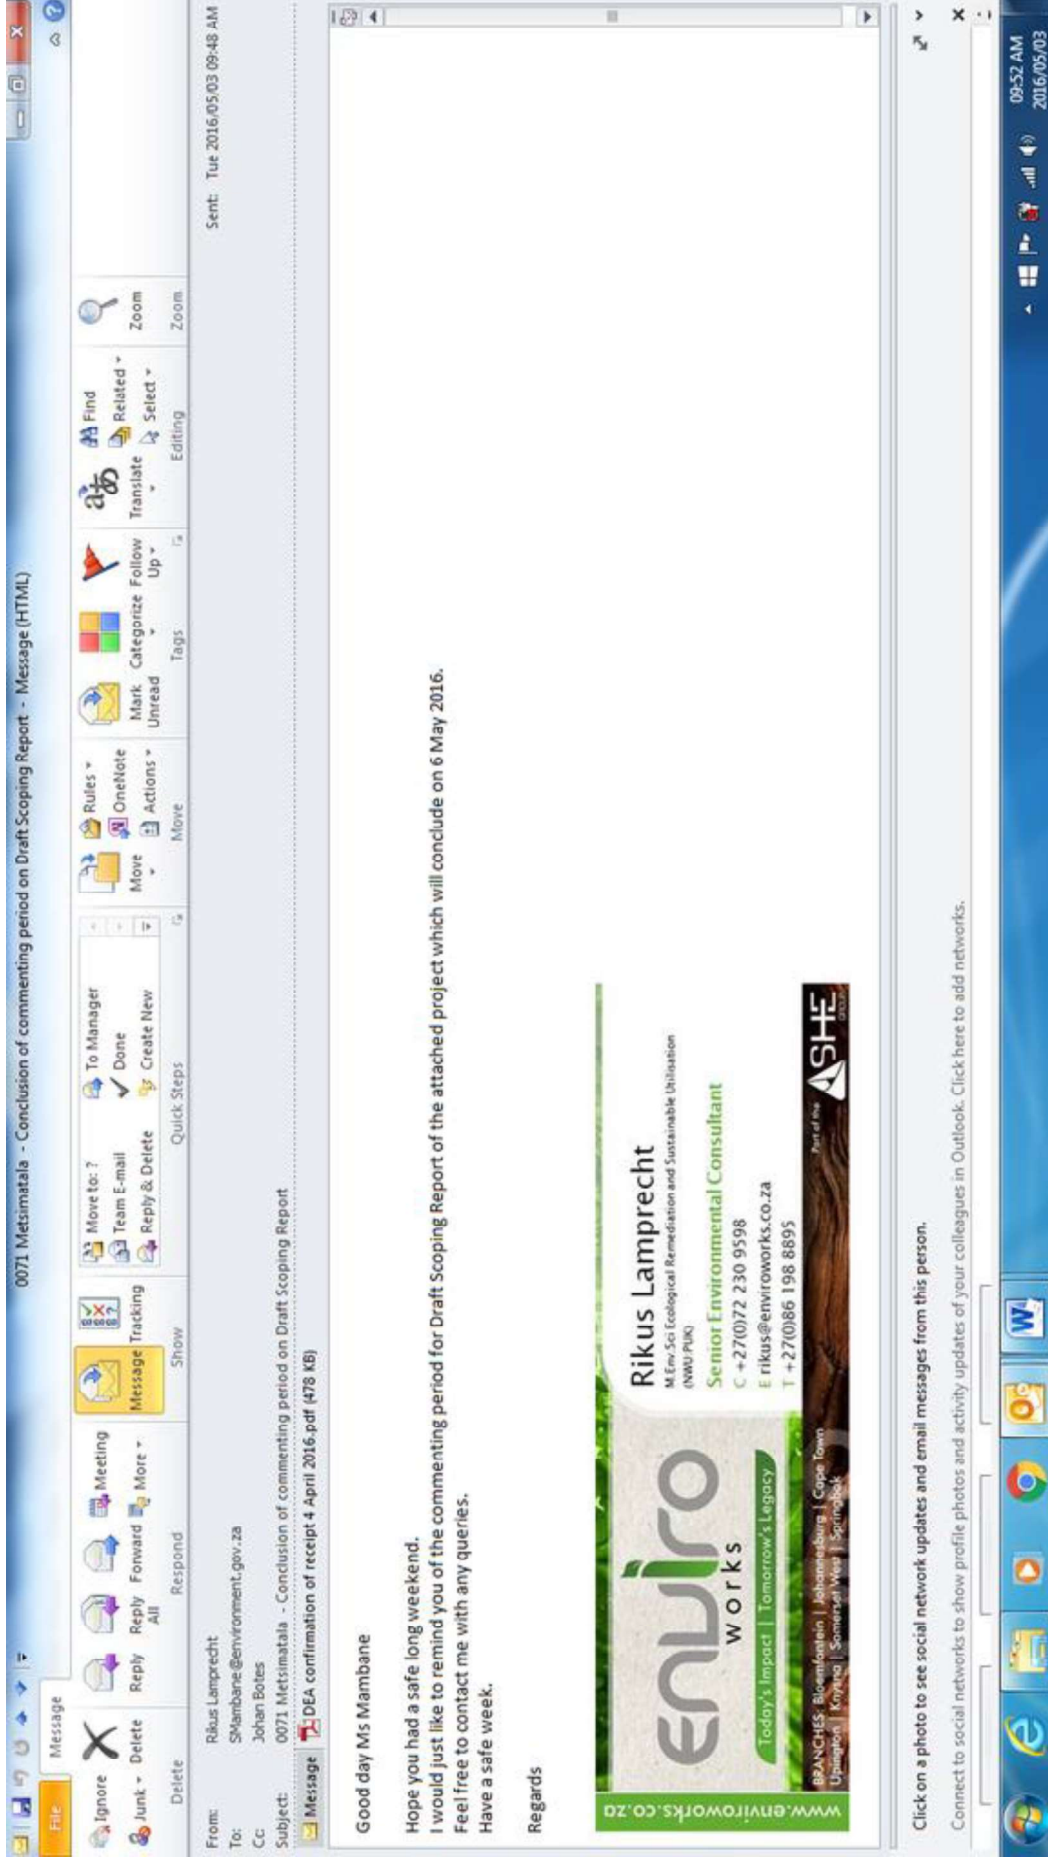 0071 Metsimatala - Conclusion of commenting period on Draft Scoping Report - Message (HTML)
File Message
Ignore
Junk Delete
Delete
Reply Reply All Forward Meeting More
Respond
Message Tracking
Show
Move to: ? To Manager
Team E-mail Done
Reply & Delete Create New
Quick Steps
Move Rules OneNote Actions
Move
Mark Unread Categorize Follow Up
Tags
Translate Find Related Select
Editing
Zoom
Zoom
From: Rikus Lamprecht Sent: Tue 2016/05/03 09:48 AM
To: SMambane@environment.gov.za
Cc: Johan Botes
Subject: 0071 Metsimatala - Conclusion of commenting period on Draft Scoping Report
Message DEA confirmation of receipt 4 April 2016.pdf (478 KB)
Good day Ms Mambane
Hope you had a safe long weekend.
I would just like to remind you of the commenting period for Draft Scoping Report of the attached project which will conclude on 6 May 2016.
Feel free to contact me with any queries.
Have a safe week.
Regards
www.enviroworks.co.za
enviro
works
Today's Impact | Tomorrow's Legacy
Rikus Lamprecht
M.Env.Sci Ecological Remediation and Sustainable Utilisation
(NWU PUK)
Senior Environmental Consultant
C +27(0)72 230 9598
E rikus@enviroworks.co.za
T +27(0)86 198 8895
BRANCHES: Bloemfontein | Johannesburg | Cape Town
Upington | Knysna | Somerset West | Springbok
Part of the ASHE GROUP
Click on a photo to see social network updates and email messages from this person.
Connect to social networks to show profile photos and activity updates of your colleagues in Outlook. Click here to add networks.
09:52 AM
2016/05/03